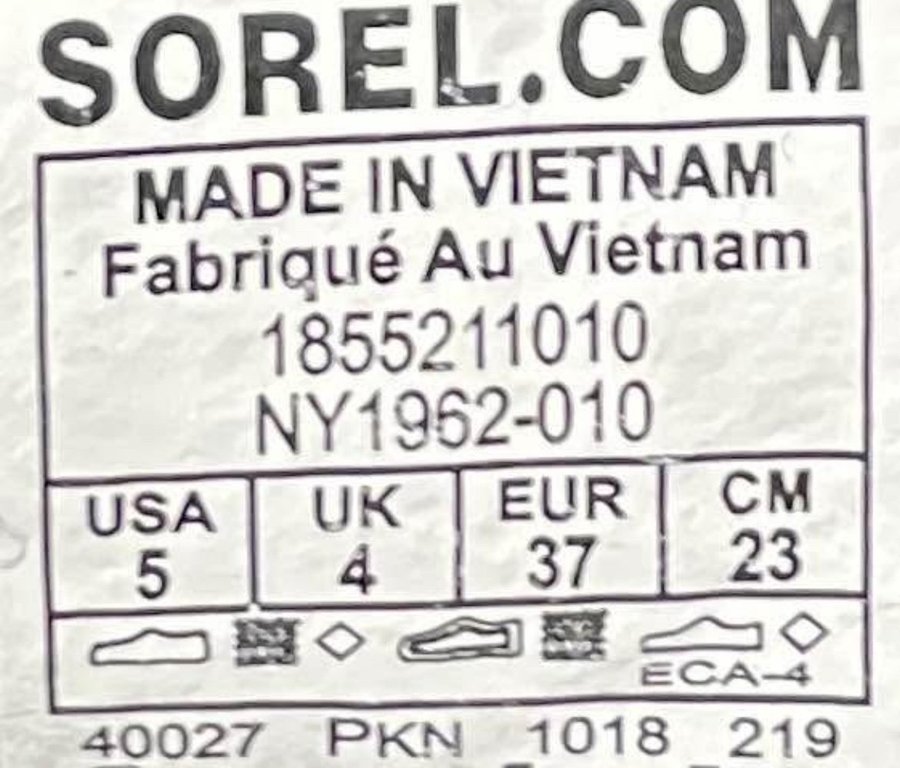 SOREL.COM
MADE IN VIETNAM
Fabriqué Au Vietnam
1855211010
NY1962-010
USA UK EUR CM
5 4 37 23
ECA-4
40027 PKN 1018 219